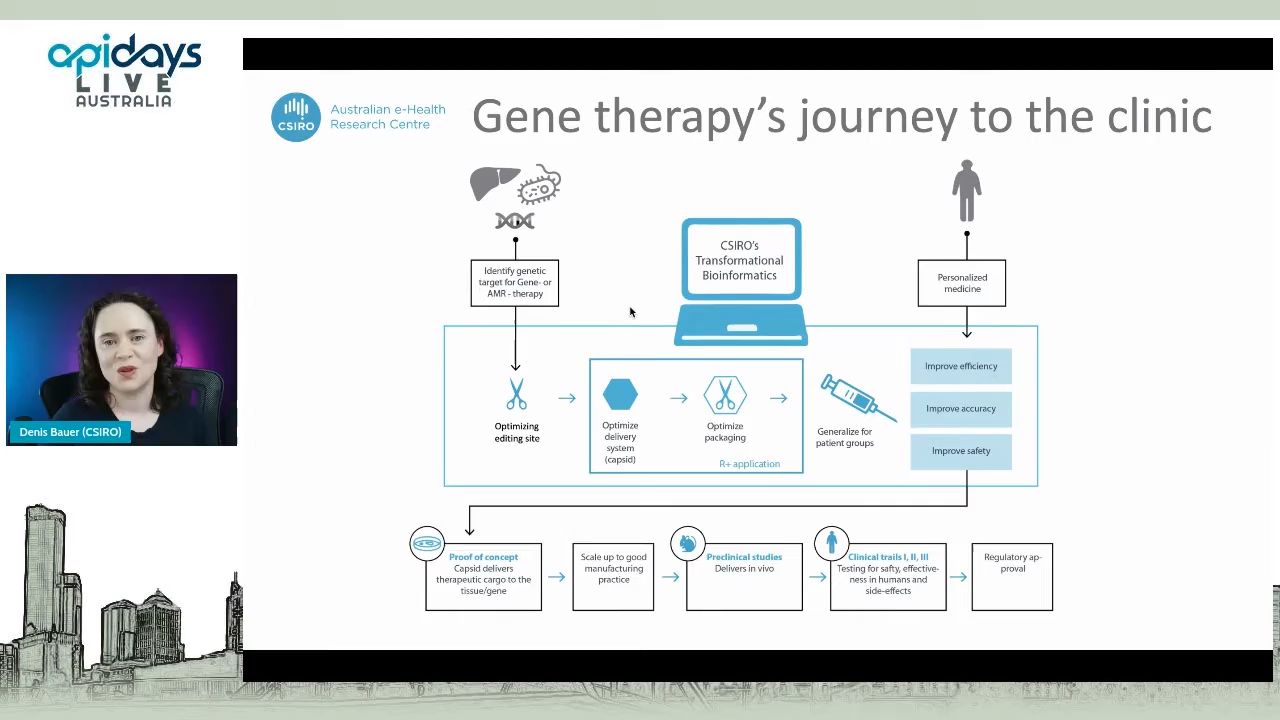 apidays
LIVE
AUSTRALIA
CSIRO
Australian e-Health
Research Centre
Gene therapy's journey to the clinic
Identify genetic
target for Gene- or
AMR - therapy
CSIRO's
Transformational
Bioinformatics
Personalized
medicine
Optimizing
editing site
Optimize
delivery
system
(capsid)
Optimize
packaging
R+ application
Generalize for
patient groups
Improve efficiency
Improve accuracy
Improve safety
Denis Bauer (CSIRO)
Proof of concept
Capsid delivers
therapeutic cargo to the
tissue/gene
Scale up to good
manufacturing
practice
Preclinical studies
Delivers in vivo
Clinical trails I, II, III
Testing for safty, effective-
ness in humans and
side-effects
Regulatory ap-
proval